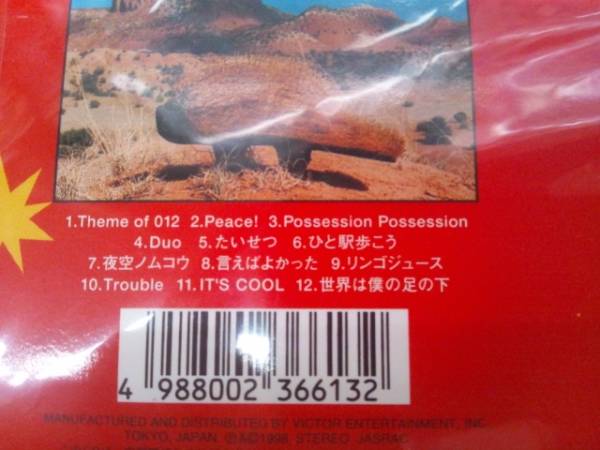 1.Theme of 012 2.Peace! 3.Possession Possession
4.Duo 5.たいせつ 6.ひと駅歩こう
7.夜空ノムコウ 8.言えばよかった 9.リンゴジュース
10.Trouble 11.IT'S COOL 12.世界は僕の足の下
4 988002 366132
MANUFACTURED AND DISTRIBUTED BY VICTOR ENTERTAINMENT, INC.
TOKYO, JAPAN. ℗&©1998. STEREO. JASRAC